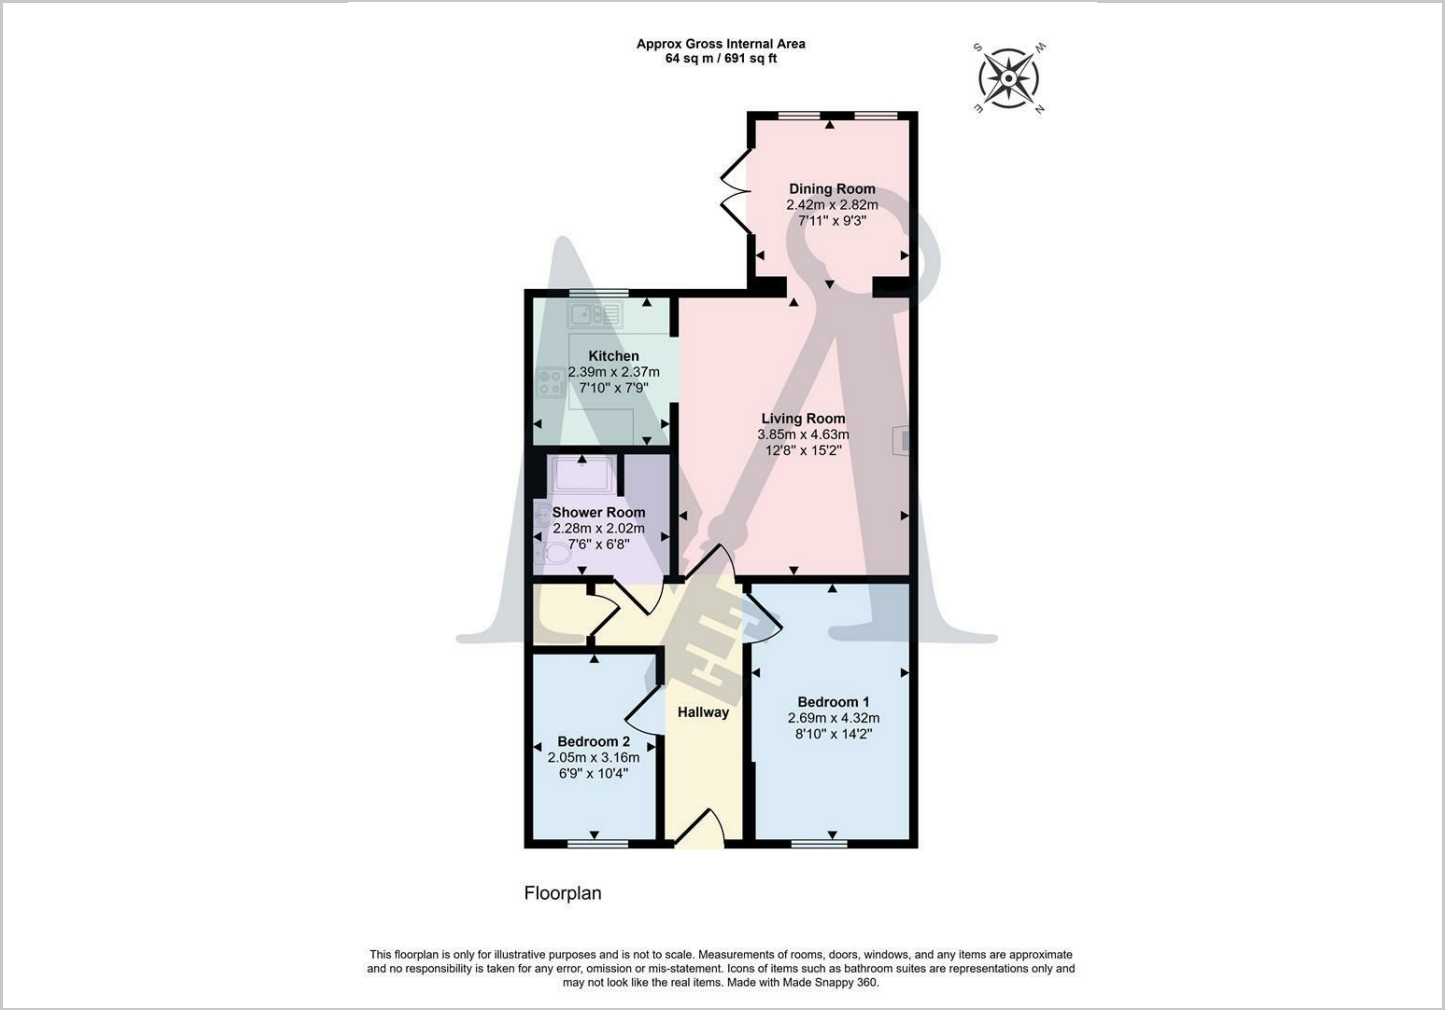 Approx Gross Internal Area
64 sq m / 691 sq ft
S
W
E
N
Dining Room
2.42m x 2.82m
7'11" x 9'3"
Kitchen
2.39m x 2.37m
7'10" x 7'9"
Living Room
3.85m x 4.63m
12'8" x 15'2"
Shower Room
2.28m x 2.02m
7'6" x 6'8"
Bedroom 1
2.69m x 4.32m
8'10" x 14'2"
Hallway
Bedroom 2
2.05m x 3.16m
6'9" x 10'4"
Floorplan
This floorplan is only for illustrative purposes and is not to scale. Measurements of rooms, doors, windows, and any items are approximate
and no responsibility is taken for any error, omission or mis-statement. Icons of items such as bathroom suites are representations only and
may not look like the real items. Made with Made Snappy 360.